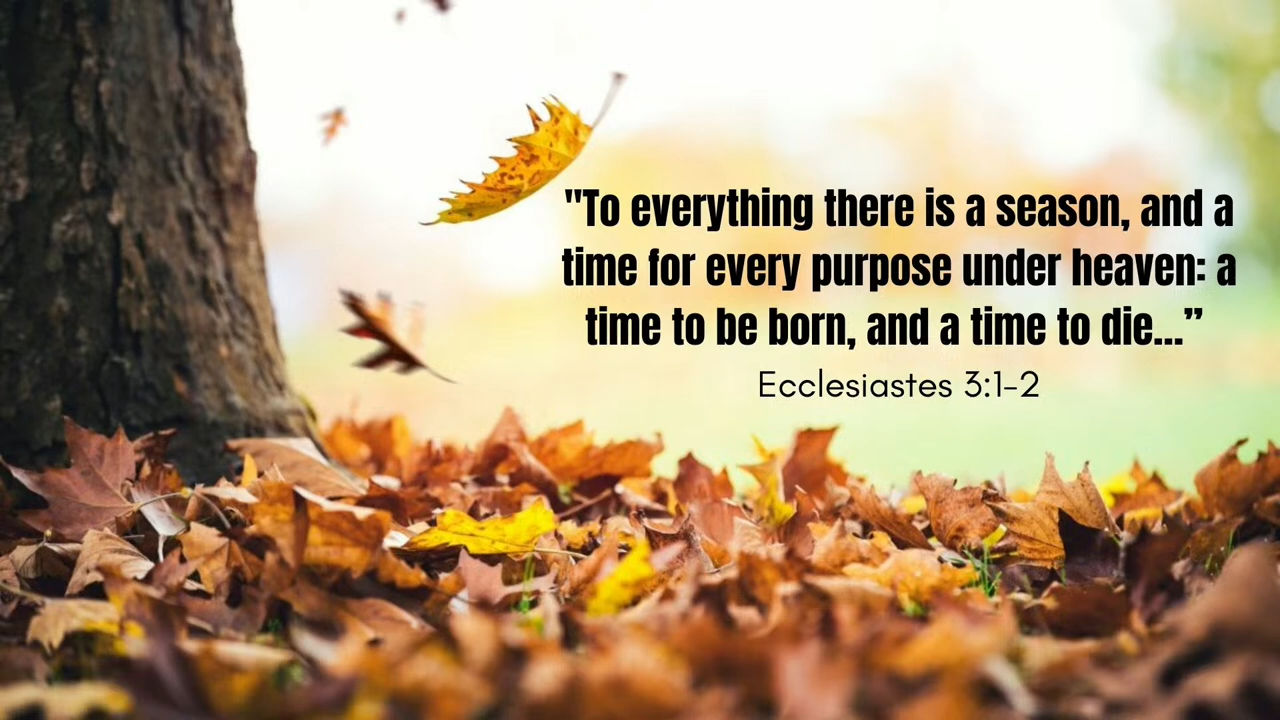 "To everything there is a season, and a
time for every purpose under heaven: a
time to be born, and a time to die...”
Ecclesiastes 3:1-2